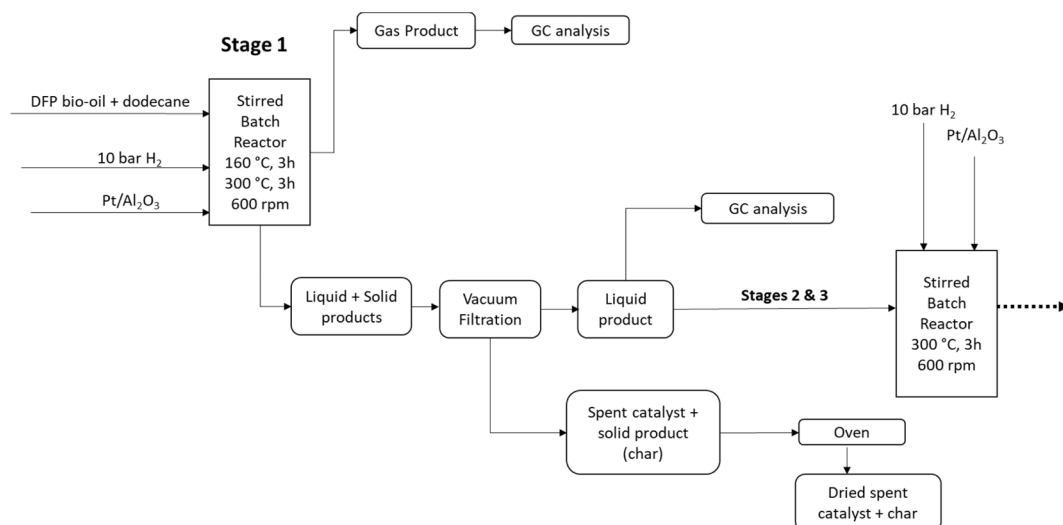 Gas Product
GC analysis
Stage 1
DFP bio-oil + dodecane
10 bar H₂
Pt/Al₂O₃
Stirred
Batch
Reactor
160 °C, 3h
300 °C, 3h
600 rpm
10 bar H₂
Pt/Al₂O₃
GC analysis
Liquid + Solid
products
Vacuum
Filtration
Liquid
product
Stages 2 & 3
Stirred
Batch
Reactor
300 °C, 3h
600 rpm
Spent catalyst +
solid product
(char)
Oven
Dried spent
catalyst + char